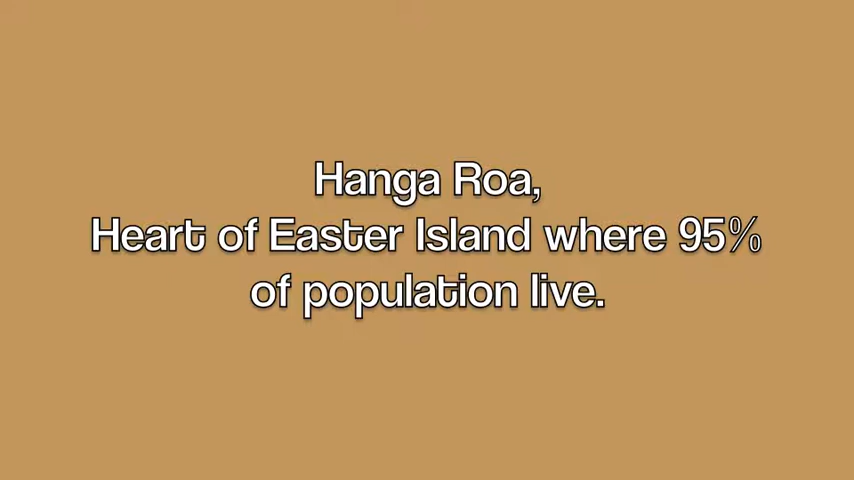 Hanga Roa,
Heart of Easter Island where 95%
of population live.